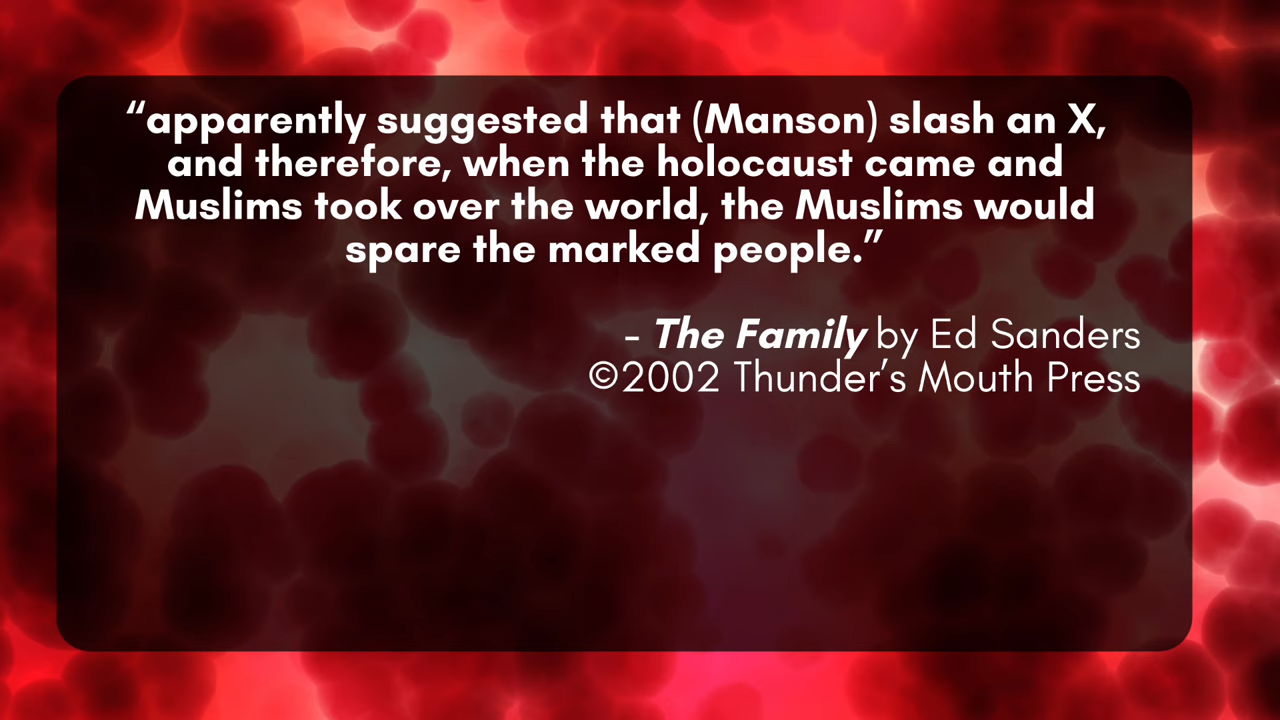 “apparently suggested that (Manson) slash an X,
and therefore, when the holocaust came and
Muslims took over the world, the Muslims would
spare the marked people.”
- The Family by Ed Sanders
©2002 Thunder’s Mouth Press